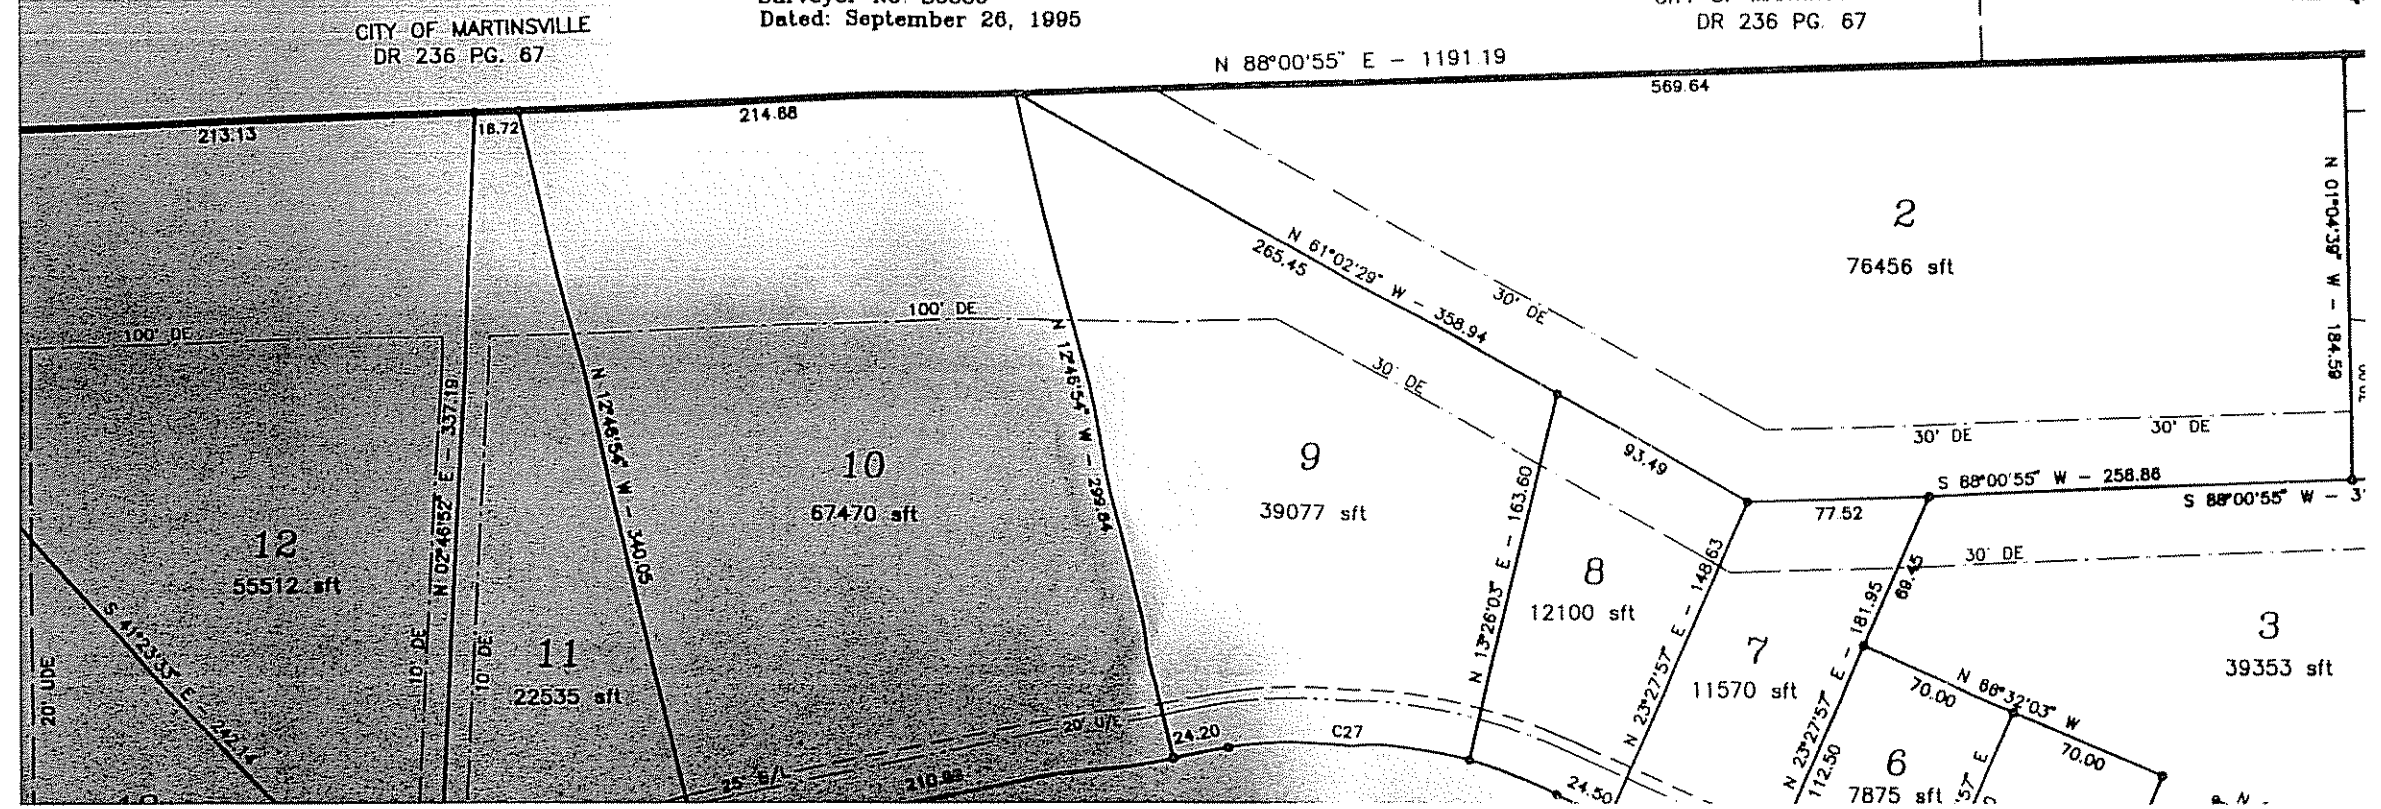 CITY OF MARTINSVILLE
DR 236 PG. 67
Dated: September 26, 1995
DR 236 PG. 67
N 88°00'55" E - 1191.19
213.13
18.72
214.68
569.64
N 01°04'39" W - 184.59
2
76456 sft
N 61°02'29" W - 358.94
265.45
30' DE
100' DE
100' DE
30' DE
N 12°46'54" W - 299.84
N 12°46'54" W - 340.05
N 02°46'52" E - 337.19
30' DE
30' DE
93.49
S 88°00'55" W - 258.86
S 88°00'55" W - 3
77.52
10
67470 sft
9
39077 sft
N 13°26'03" E - 163.60
12
55512 sft
8
12100 sft
N 23°27'57" E - 148.63
30' DE
N 23°27'57" E - 181.95
69.45
3
39353 sft
11
22535 sft
10' DE
10' DE
20' UDE
S 41°23'33" E - 242.14
7
11570 sft
N 66°32'03" W
70.00
70.00
112.50
6
7875 sft
57" E
20' U/E
24.20
C27
25' B/L
24.50